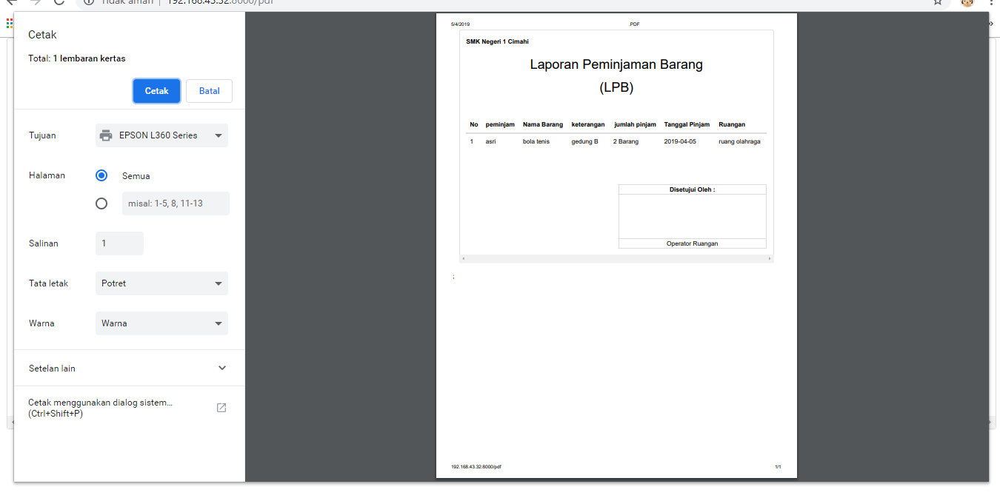 Tidak aman | 192.168.43.32:8000/pdf
Cetak
Total: 1 lembaran kertas
Cetak Batal
Tujuan EPSON L360 Series
Halaman Semua
misal: 1-5, 8, 11-13
Salinan 1
Tata letak Potret
Warna Warna
Setelan lain
Cetak menggunakan dialog sistem...
(Ctrl+Shift+P)
5/4/2019 .PDF
SMK Negeri 1 Cimahi
Laporan Peminjaman Barang
(LPB)
No peminjam Nama Barang keterangan jumlah pinjam Tanggal Pinjam Ruangan
1 asri bola tenis gedung B 2 Barang 2019-04-05 ruang olahraga
Disetujui Oleh :
Operator Ruangan
;
192.168.43.32:8000/pdf 1/1